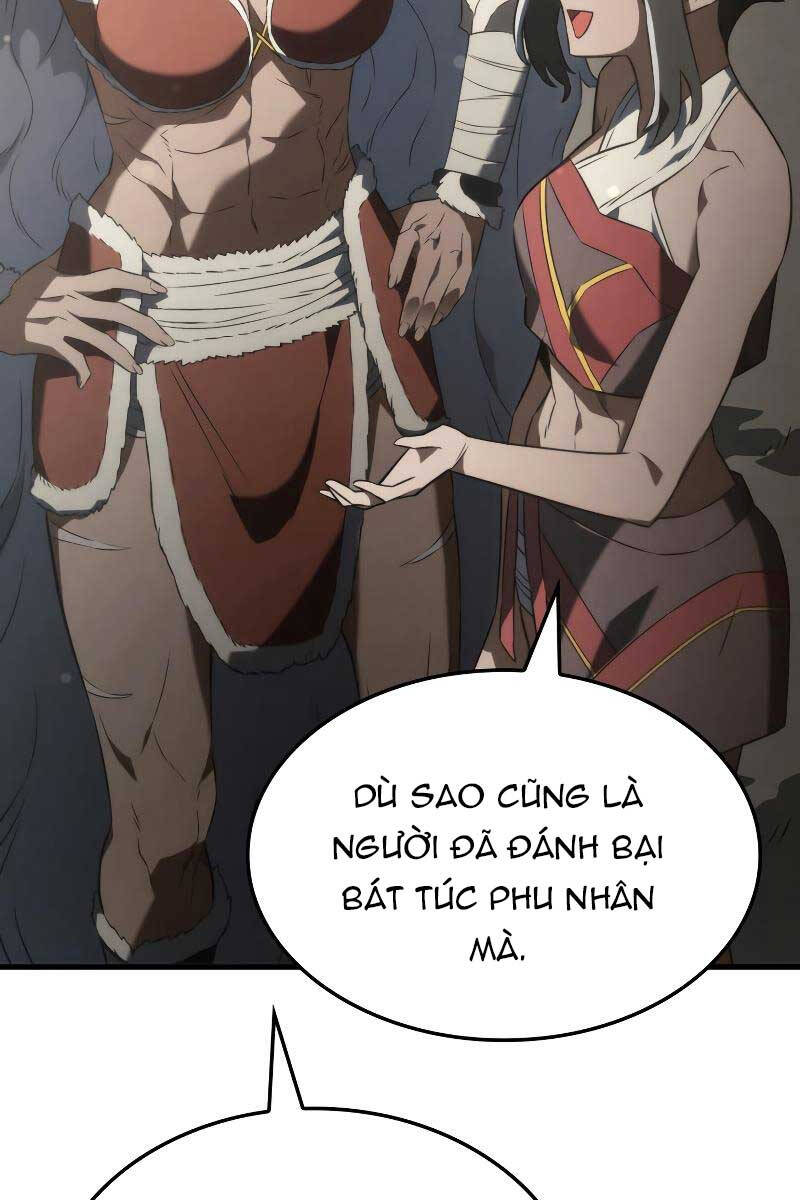 DÙ SAO CŨNG LÀ
NGƯỜI ĐÃ ĐÁNH BẠI
BÁT TÚC PHU NHÂN
MÀ.